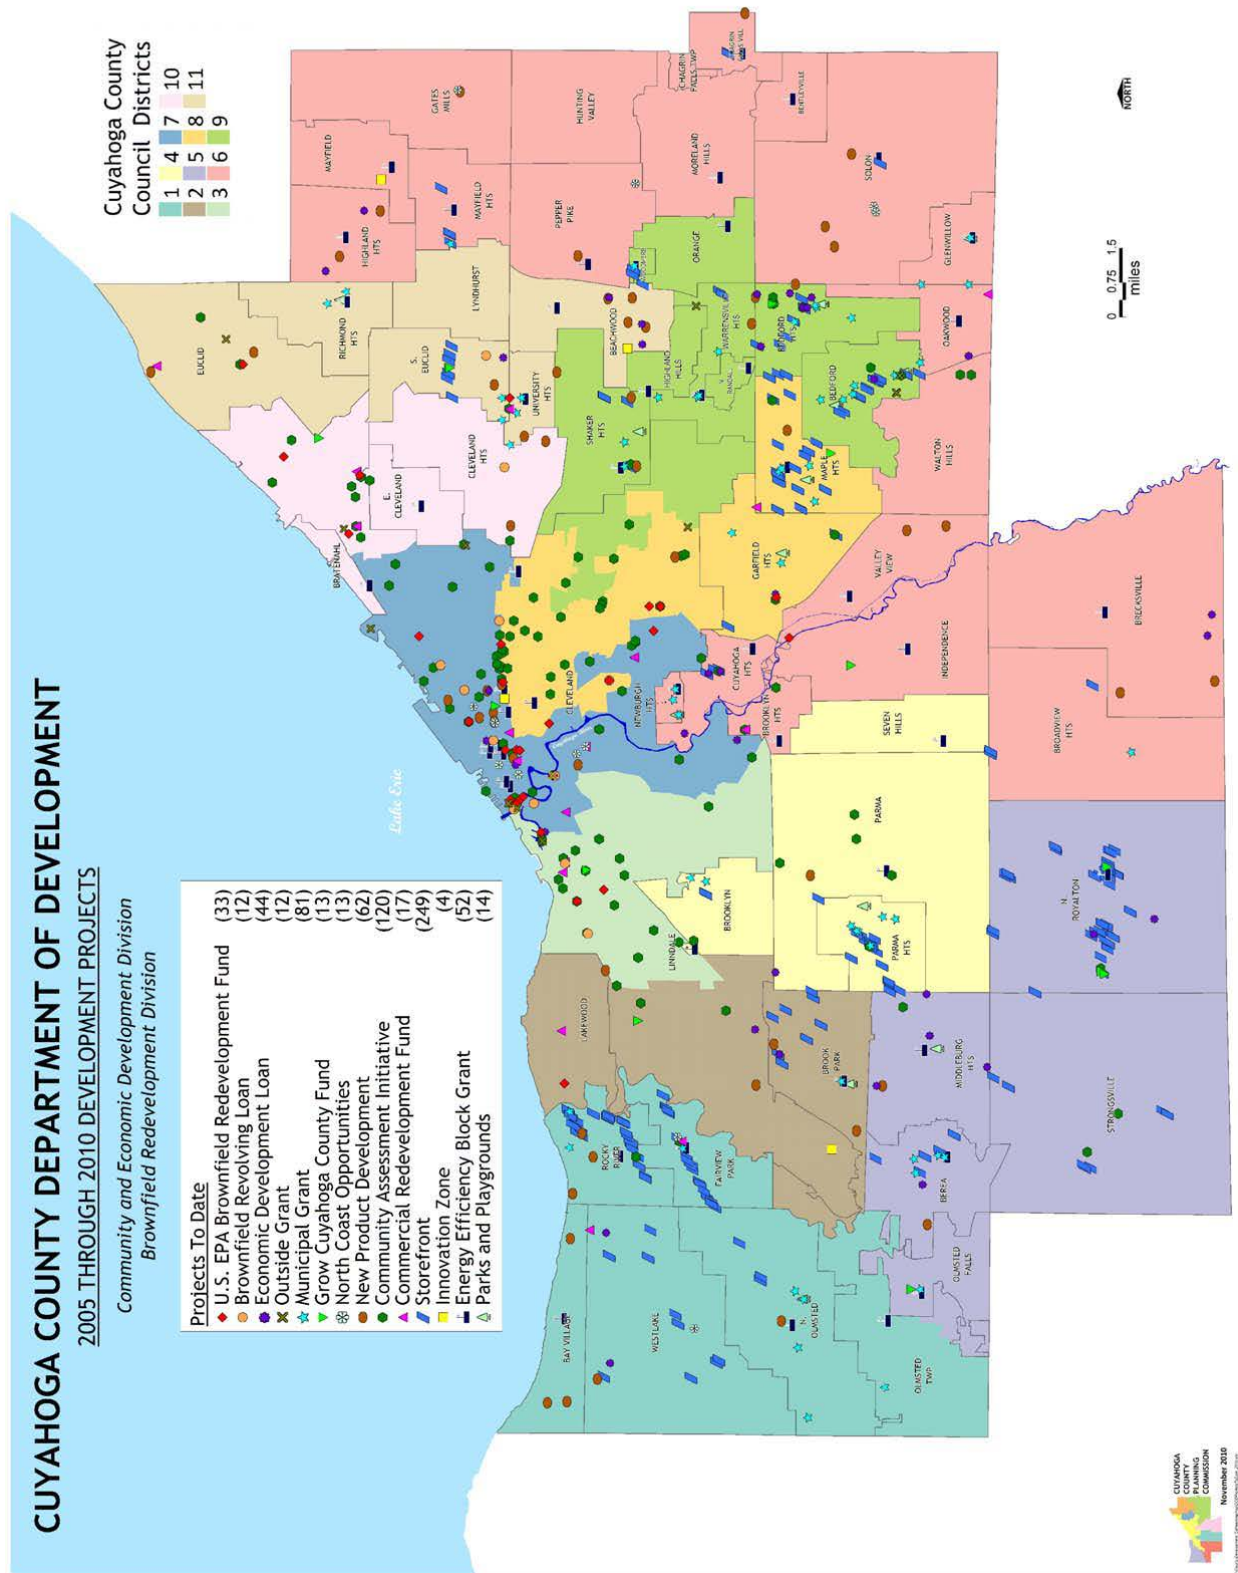 CUYAHOGA COUNTY DEPARTMENT OF DEVELOPMENT
2005 THROUGH 2010 DEVELOPMENT PROJECTS
Community and Economic Development Division
Brownfield Redevelopment Division
Projects To Date
U.S. EPA Brownfield Redevelopment Fund (33)
Brownfield Revolving Loan (12)
Economic Development Loan (44)
Outside Grant (12)
Municipal Grant (81)
Grow Cuyahoga County Fund (13)
North Coast Opportunities (13)
New Product Development (62)
Community Assessment Initiative (120)
Commercial Redevelopment Fund (17)
Storefront (249)
Innovation Zone (4)
Energy Efficiency Block Grant (52)
Parks and Playgrounds (14)
Cuyahoga County
Council Districts
1 4 7 10
2 5 8 11
3 6 9
Lake Erie
EUCLID
RICHMOND
HTS
HIGHLAND
HTS
MAYFIELD
GATES
MILLS
MAYFIELD
HTS
LYNDHURST
S.
EUCLID
BRATENAHL
E.
CLEVELAND
CLEVELAND
HTS
UNIVERSITY
HTS
PEPPER
PIKE
HUNTING
VALLEY
BEACHWOOD
SHAKER
HTS
HIGHLAND
HILLS
WARRENSVILLE
HTS
ORANGE
MORELAND
HILLS
CHAGRIN
FALLS TWP
BENTLEYVILLE
SOLON
GLENWILLOW
OAKWOOD
BEDFORD
HTS
BEDFORD
WALTON
HILLS
MAPLE
HTS
GARFIELD
HTS
VALLEY
VIEW
CLEVELAND
NEWBURGH
HTS
CUYAHOGA
HTS
BROOKLYN
HTS
INDEPENDENCE
SEVEN
HILLS
BRECKSVILLE
BROADVIEW
HTS
PARMA
PARMA
HTS
BROOKLYN
LINNDALE
LAKEWOOD
ROCKY
RIVER
FAIRVIEW
PARK
BROOK
PARK
MIDDLEBURG
HTS
N.
ROYALTON
STRONGSVILLE
BEREA
OLMSTED
FALLS
OLMSTED
TWP
N.
OLMSTED
WESTLAKE
BAY VILLAGE
0 0.75 1.5
miles
NORTH
CUYAHOGA
COUNTY
PLANNING
COMMISSION
November 2010